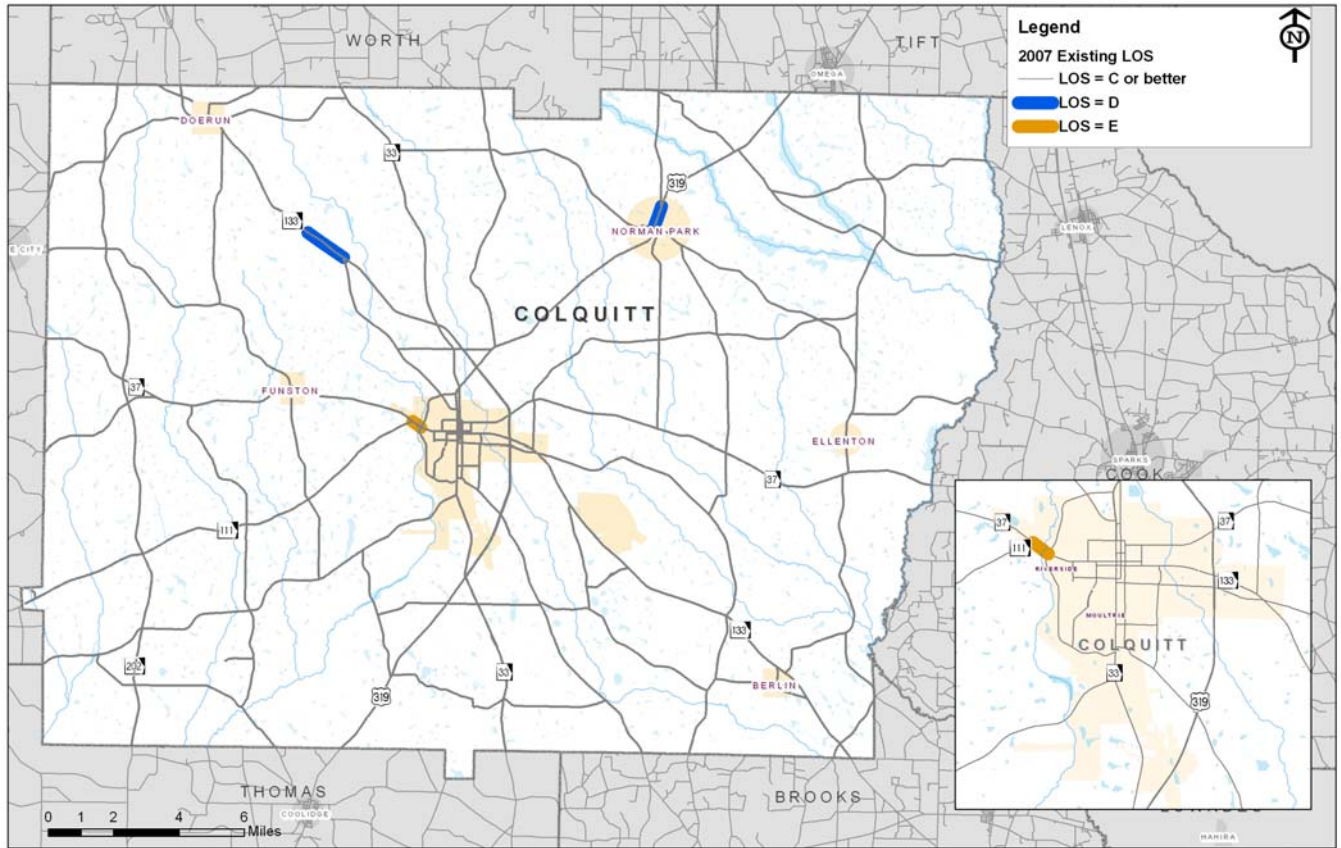 WORTH
TIFT
OMEGA
Legend
N
2007 Existing LOS
LOS = C or better
LOS = D
LOS = E
DOERUN
33
319
133
NORMAN PARK
LENOX
E CITY
COLQUITT
37
FUNSTON
ELLENTON
SPARKS
COOK
37
111
37
37
111
RIVERSIDE
133
MOULTRIE
COLQUITT
33
319
133
202
33
BERLIN
319
THOMAS
COOLIDGE
BROOKS
HAHIRA
0 1 2 4 6
Miles